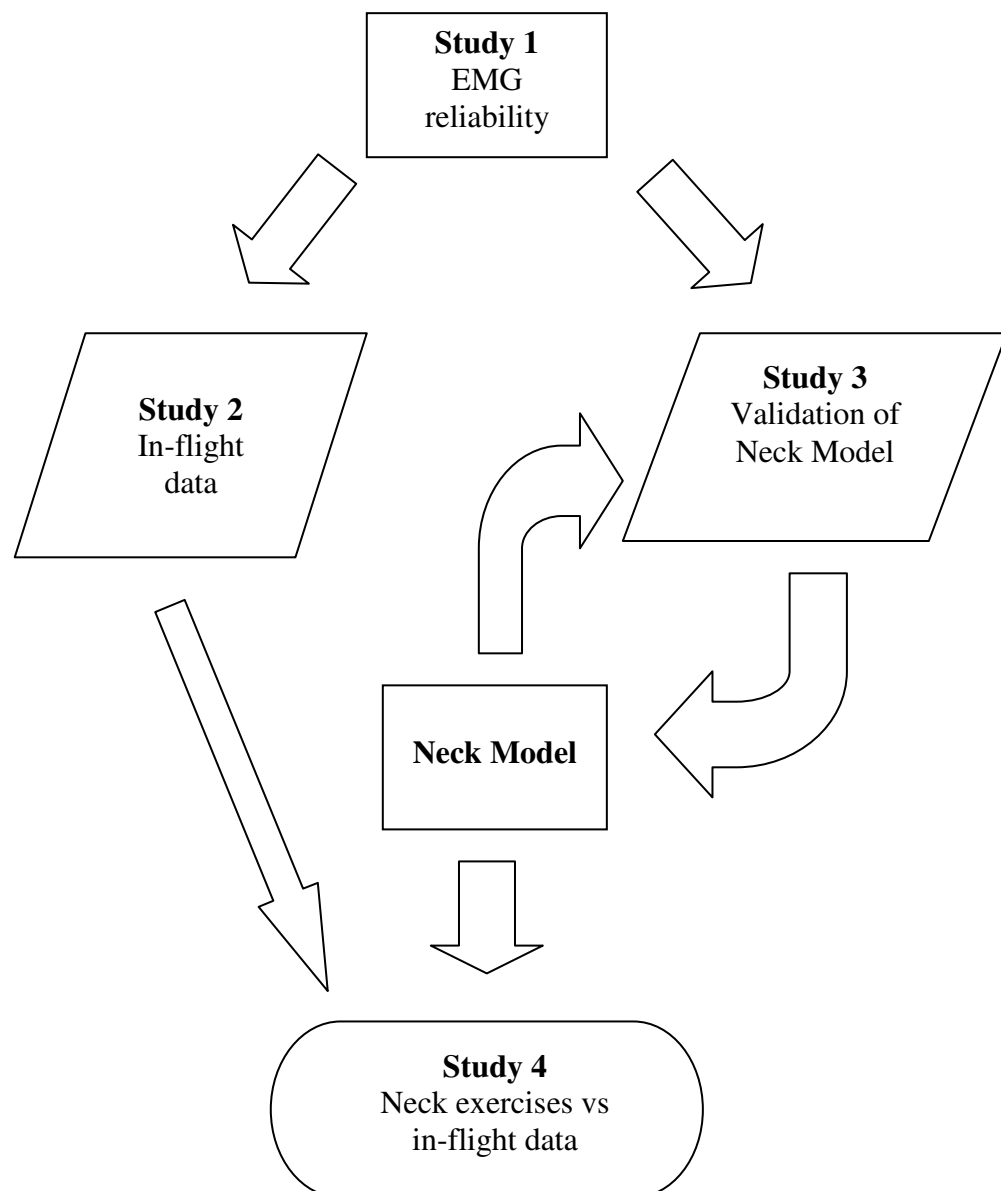 Study 1
EMG
reliability
Study 2
In-flight
data
Study 3
Validation of
Neck Model
Neck Model
Study 4
Neck exercises vs
in-flight data